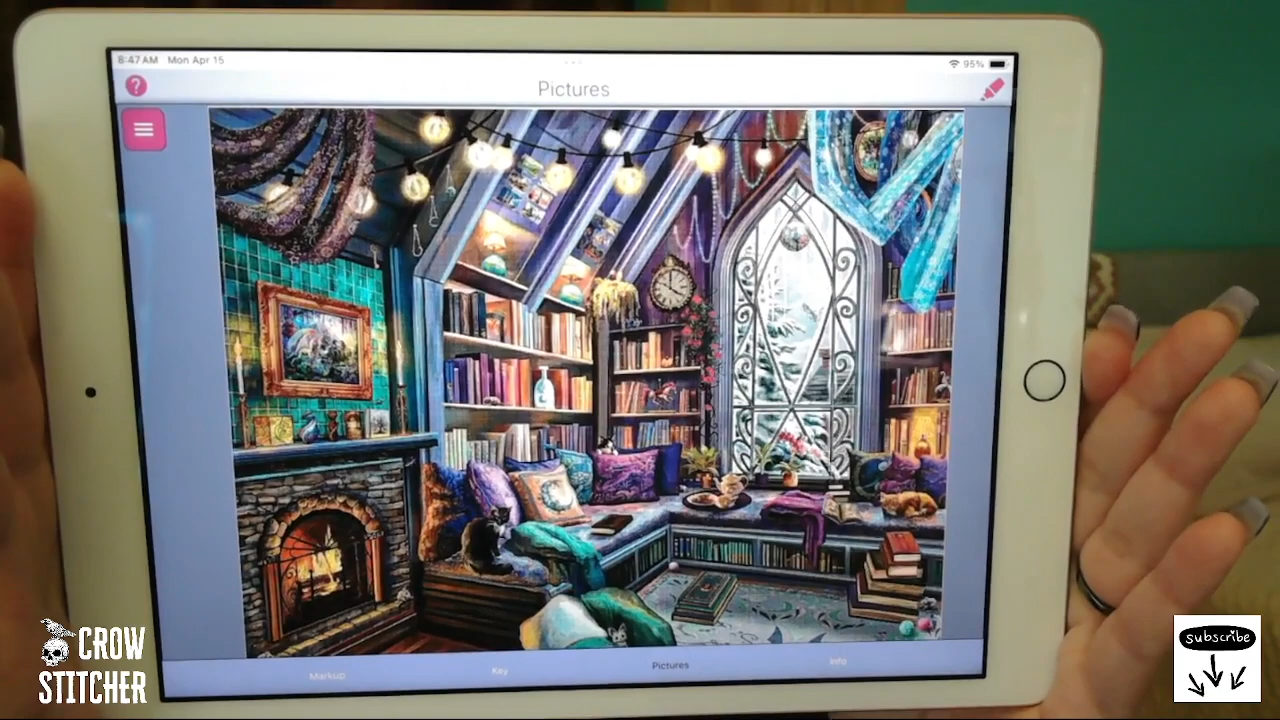 8:47 AM Mon Apr 15
95%
?
Pictures
Markup
Key
Pictures
Info
CROW
STITCHER
subscribe